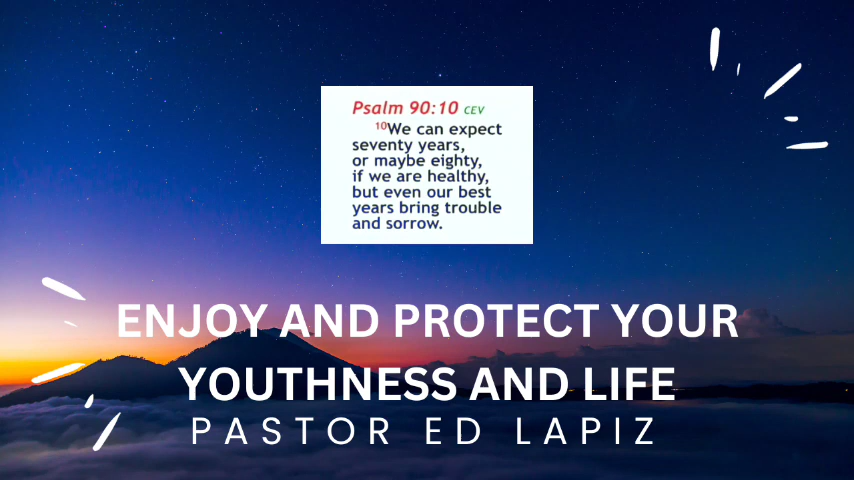 Psalm 90:10 CEV
10We can expect
seventy years,
or maybe eighty,
if we are healthy,
but even our best
years bring trouble
and sorrow.
ENJOY AND PROTECT YOUR
YOUTHNESS AND LIFE
PASTOR ED LAPIZ